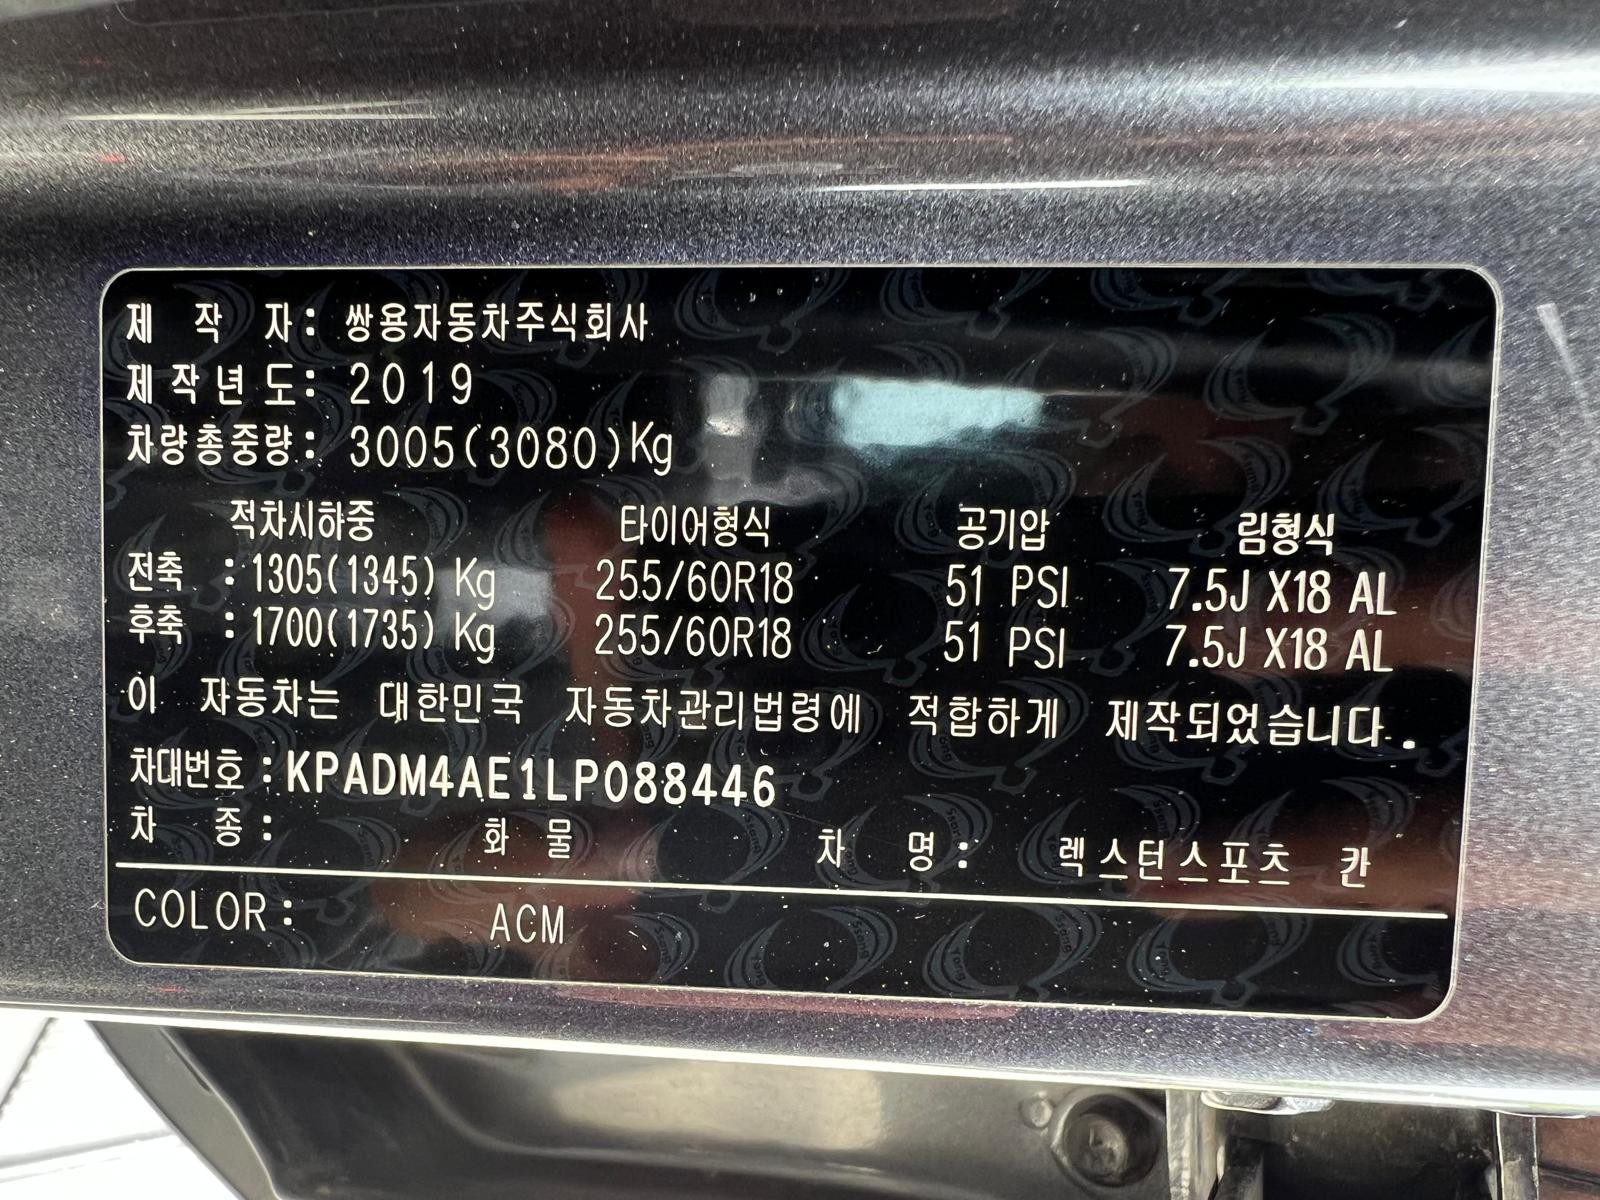 제 작 자: 쌍용자동차주식회사
제작년도: 2019
차량총중량: 3005(3080)Kg
적차시하중 타이어형식 공기압 림형식
전축 : 1305(1345) Kg 255/60R18 51 PSI 7.5J X18 AL
후축 : 1700(1735) Kg 255/60R18 51 PSI 7.5J X18 AL
이 자동차는 대한민국 자동차관리법령에 적합하게 제작되었습니다.
차대번호 : KPADM4AE1LP088446
차 종 : 화 물 차 명 : 렉스턴스포츠 칸
COLOR : ACM